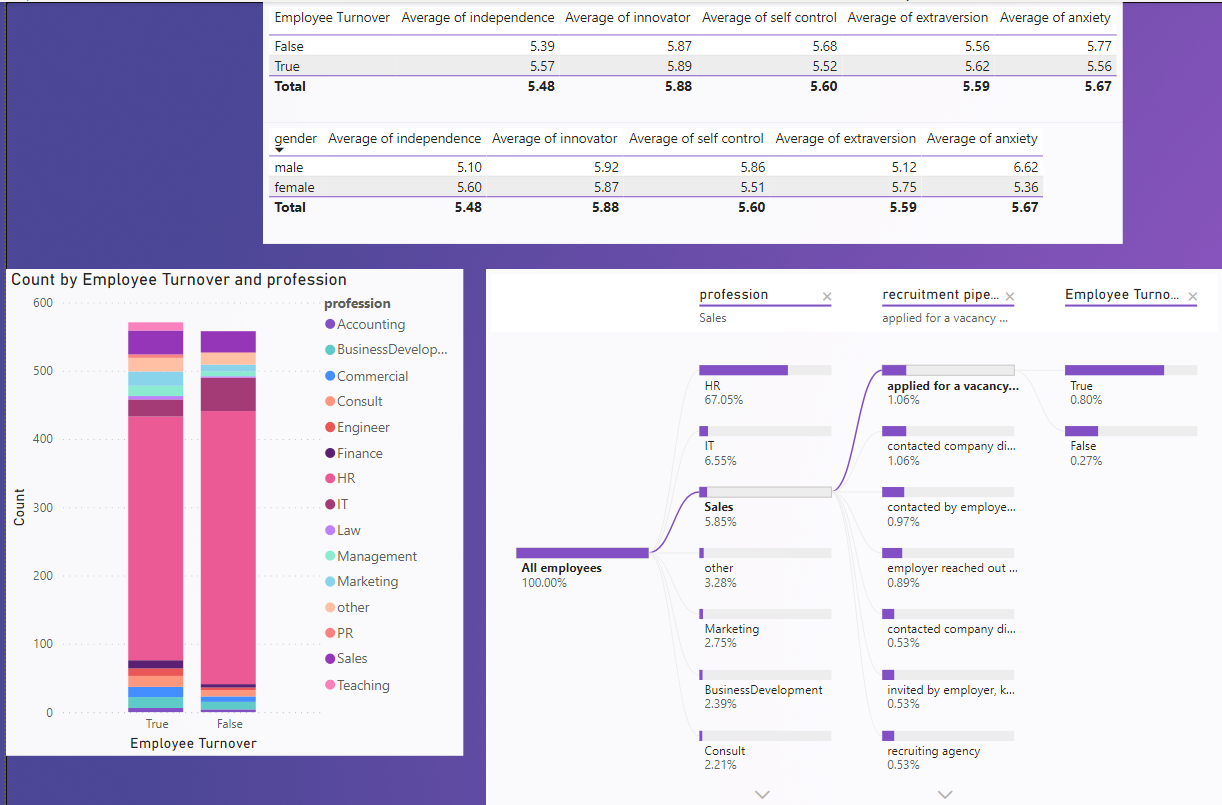 Employee Turnover Average of independence Average of innovator Average of self control Average of extraversion Average of anxiety
False 5.39 5.87 5.68 5.56 5.77
True 5.57 5.89 5.52 5.62 5.56
Total 5.48 5.88 5.60 5.59 5.67
gender Average of independence Average of innovator Average of self control Average of extraversion Average of anxiety
male 5.10 5.92 5.86 5.12 6.62
female 5.60 5.87 5.51 5.75 5.36
Total 5.48 5.88 5.60 5.59 5.67
Count by Employee Turnover and profession
600
500
400
300
200
100
0
Count
True False
Employee Turnover
profession
Accounting
BusinessDevelop...
Commercial
Consult
Engineer
Finance
HR
IT
Law
Management
Marketing
other
PR
Sales
Teaching
profession
Sales
recruitment pipe...
applied for a vacancy ...
Employee Turno...
All employees
100.00%
HR
67.05%
IT
6.55%
Sales
5.85%
other
3.28%
Marketing
2.75%
BusinessDevelopment
2.39%
Consult
2.21%
applied for a vacancy...
1.06%
contacted company di...
1.06%
contacted by employe...
0.97%
employer reached out ...
0.89%
contacted company di...
0.53%
invited by employer, k...
0.53%
recruiting agency
0.53%
True
0.80%
False
0.27%